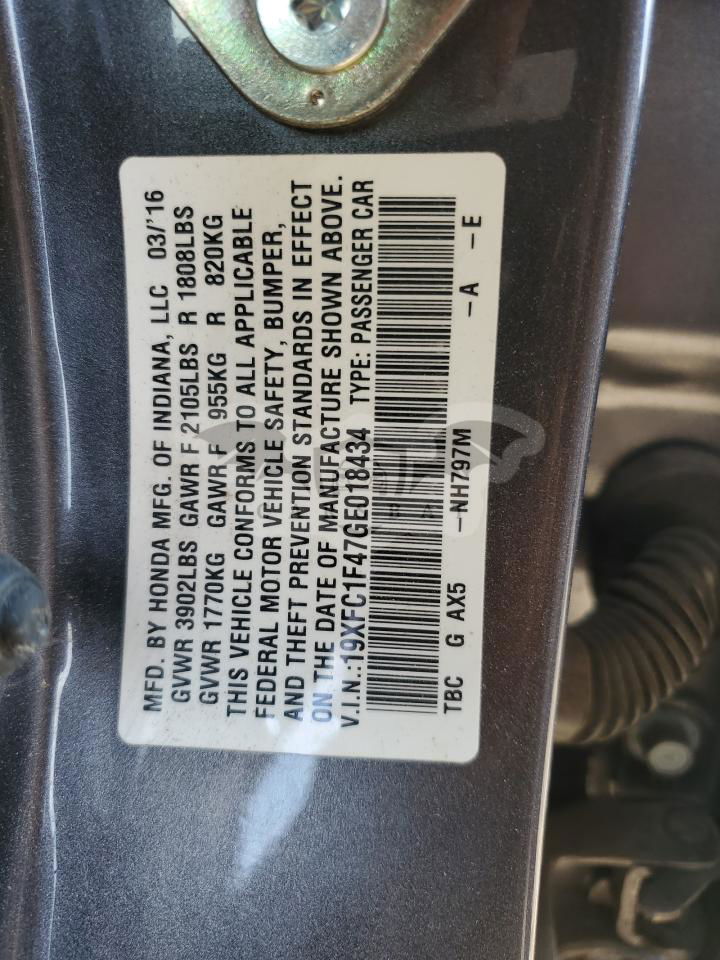 MFD. BY HONDA MFG. OF INDIANA, LLC 03/'16
GVWR 3902LBS GAWR F 2105LBS R 1808LBS
GVWR 1770KG GAWR F 955KG R 820KG
THIS VEHICLE CONFORMS TO ALL APPLICABLE
FEDERAL MOTOR VEHICLE SAFETY, BUMPER,
AND THEFT PREVENTION STANDARDS IN EFFECT
ON THE DATE OF MANUFACTURE SHOWN ABOVE.
V.I.N.:19XFC1F47GE018434 TYPE: PASSENGER CAR
TBC G AX5 -NH797M -A -E